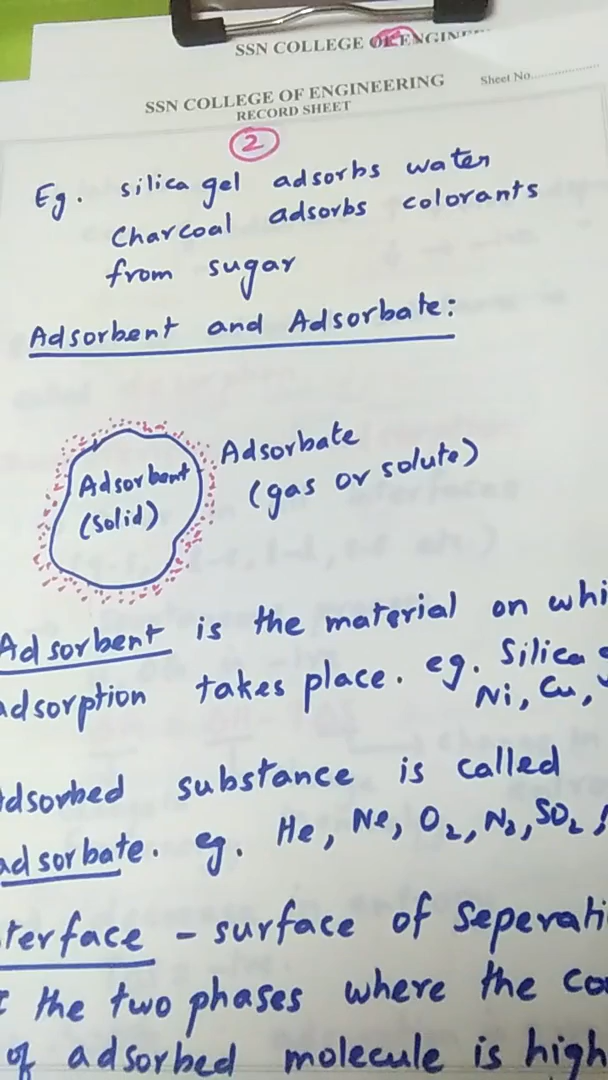 SSN COLLEGE OF ENGIN
SSN COLLEGE OF ENGINEERING
Sheet No..................
RECORD SHEET
2
Eg. silica gel adsorbs water
Charcoal adsorbs colorants
from sugar
Adsorbent and Adsorbate:
Adsorbate
(gas or solute)
Adsorbent
(Solid)
Adsorbent is the material on whi
adsorption takes place. eg. Silica g
Ni, Cu,
dsorbed substance is called
adsorbate. eg. He, Ne, O2, N2, SO2,
terface - surface of seperati
the two phases where the co
of adsorbed molecule is high